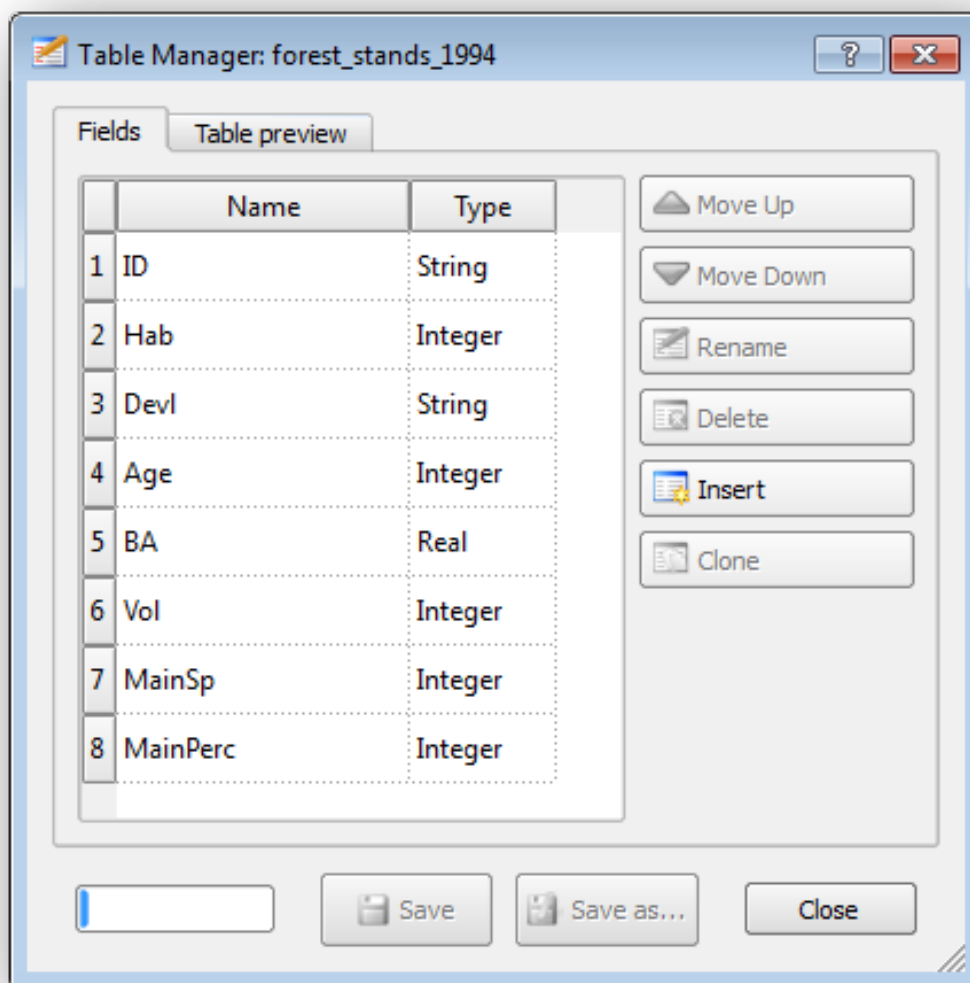 Table Manager: forest_stands_1994
Fields Table preview
Name Type
1 ID String
2 Hab Integer
3 Devl String
4 Age Integer
5 BA Real
6 Vol Integer
7 MainSp Integer
8 MainPerc Integer
Move Up
Move Down
Rename
Delete
Insert
Clone
Save Save as... Close